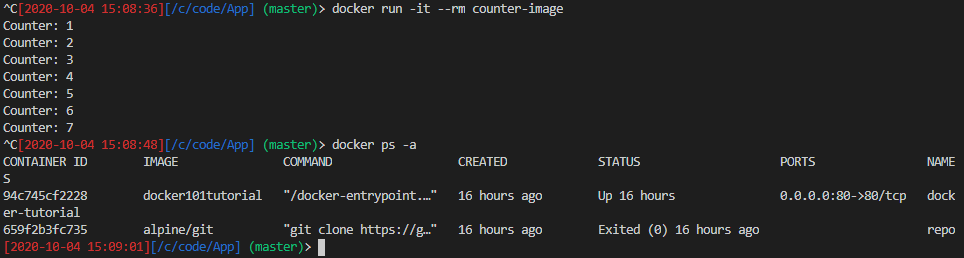 ^C[2020-10-04 15:08:36][/c/code/App] (master)> docker run -it --rm counter-image
Counter: 1
Counter: 2
Counter: 3
Counter: 4
Counter: 5
Counter: 6
Counter: 7
^C[2020-10-04 15:08:48][/c/code/App] (master)> docker ps -a
CONTAINER ID        IMAGE               COMMAND                  CREATED             STATUS                    PORTS                NAME
S
94c745cf2228        docker101tutorial   "/docker-entrypoint.…"   16 hours ago        Up 16 hours               0.0.0.0:80->80/tcp   dock
er-tutorial
659f2b3fc735        alpine/git          "git clone https://g…"   16 hours ago        Exited (0) 16 hours ago                        repo
[2020-10-04 15:09:01][/c/code/App] (master)>